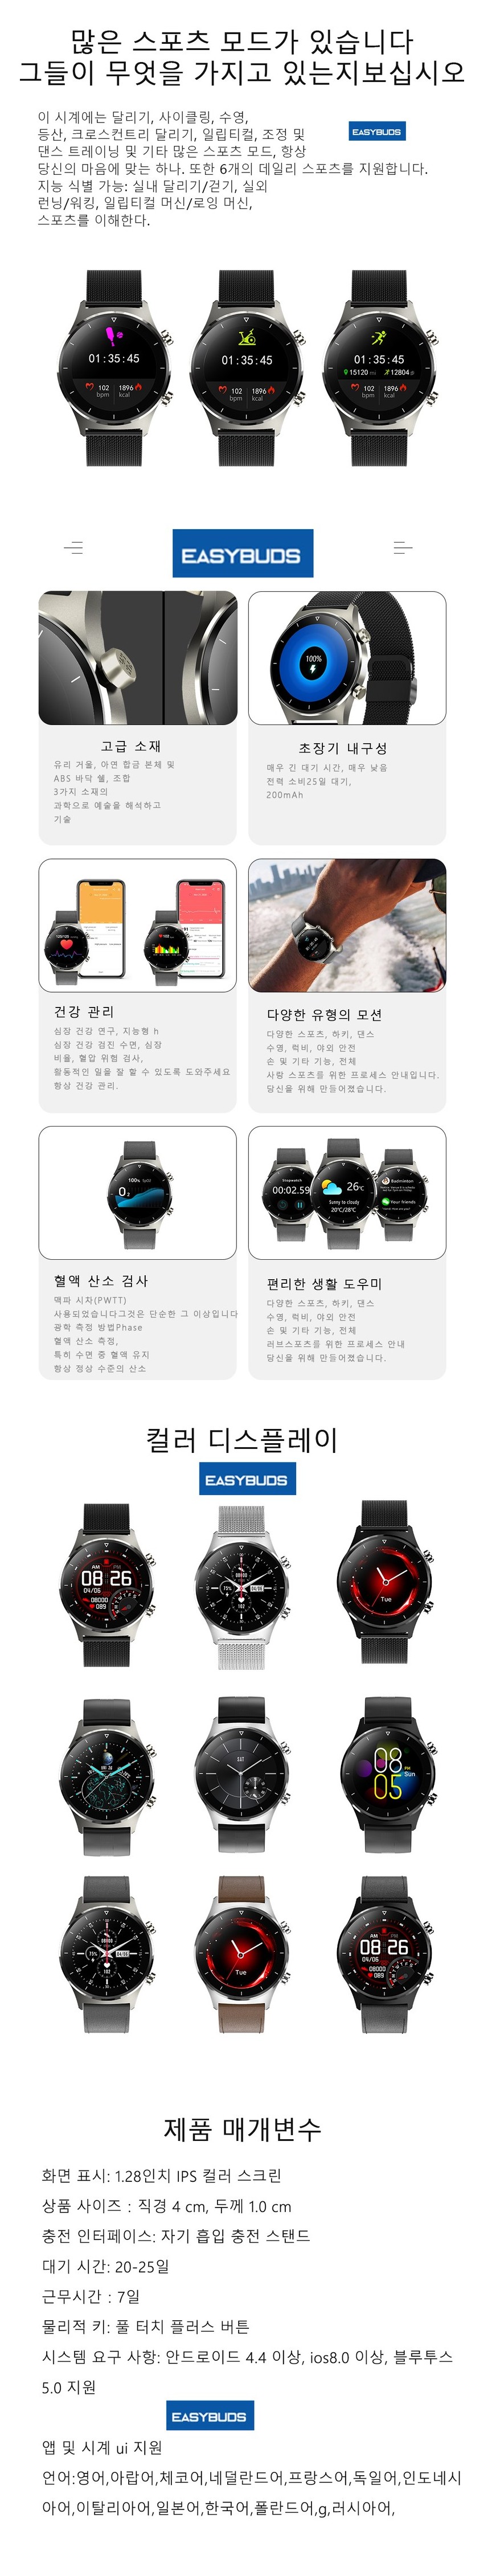 많은 스포츠 모드가 있습니다
그들이 무엇을 가지고 있는지보십시오
이 시계에는 달리기, 사이클링, 수영,
등산, 크로스컨트리 달리기, 일립티컬, 조정 및
댄스 트레이닝 및 기타 많은 스포츠 모드, 항상
당신의 마음에 맞는 하나. 또한 6개의 데일리 스포츠를 지원합니다.
지능 식별 가능: 실내 달리기/걷기, 실외
런닝/워킹, 일립티컬 머신/로잉 머신,
스포츠를 이해한다.
EASYBUDS
01:35:45
102 bpm
1896 kcal
01:35:45
102 bpm
1896 kcal
01:35:45
15120 mi
12804
102 bpm
1896 kcal
EASYBUDS
고급 소재
유리 거울, 아연 합금 본체 및
ABS 바닥 쉘, 조합
3가지 소재의
과학으로 예술을 해석하고
기술
100%
초장기 내구성
매우 긴 대기 시간, 매우 낮음
전력 소비25일 대기,
200mAh
건강 관리
심장 건강 연구, 지능형 h
심장 건강 검진 수면, 심장
비율, 혈압 위험 검사,
활동적인 일을 잘 할 수 있도록 도와주세요
항상 건강 관리.
다양한 유형의 모션
다양한 스포츠, 하키, 댄스
수영, 럭비, 야외 안전
손 및 기타 기능, 전체
사랑 스포츠를 위한 프로세스 안내입니다.
당신을 위해 만들어졌습니다.
100% SpO2
O2
혈액 산소 검사
맥파 시차(PWTT)
사용되었습니다그것은 단순한 그 이상입니다
광학 측정 방법Phase
혈액 산소 측정,
특히 수면 중 혈액 유지
항상 정상 수준의 산소
Stopwatch
00:02.59
26℃
Sunny to cloudy
20℃/28℃
Badminton
Your friends
편리한 생활 도우미
다양한 스포츠, 하키, 댄스
수영, 럭비, 야외 안전
손 및 기타 기능, 전체
러브스포츠를 위한 프로세스 안내
당신을 위해 만들어졌습니다.
컬러 디스플레이
EASYBUDS
AM
08 26
04/05
08000
089
08000
75%
04/06
102
Tue
SAT
08
05
PM
Sun
08000
75%
04/06
102
Tue
AM
08 26
04/05
08000
089
제품 매개변수
화면 표시: 1.28인치 IPS 컬러 스크린
상품 사이즈 : 직경 4 cm, 두께 1.0 cm
충전 인터페이스: 자기 흡입 충전 스탠드
대기 시간: 20-25일
근무시간 : 7일
물리적 키: 풀 터치 플러스 버튼
시스템 요구 사항: 안드로이드 4.4 이상, ios8.0 이상, 블루투스
5.0 지원
EASYBUDS
앱 및 시계 ui 지원
언어:영어,아랍어,체코어,네덜란드어,프랑스어,독일어,인도네시
아어,이탈리아어,일본어,한국어,폴란드어,g,러시아어,